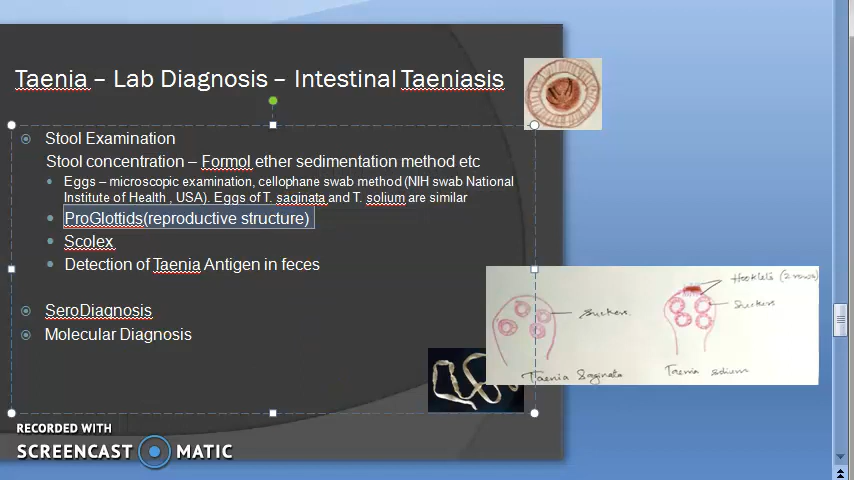 Taenia – Lab Diagnosis – Intestinal Taeniasis
Stool Examination
Stool concentration – Formol ether sedimentation method etc
Eggs – microscopic examination, cellophane swab method (NIH swab National
Institute of Health , USA). Eggs of T. saginata and T. solium are similar
ProGlottids(reproductive structure)
Scolex
Detection of Taenia Antigen in feces
SeroDiagnosis
Molecular Diagnosis
Hooklets (2 rows)
Suckers.
Suckers
Taenia Saginata
Taenia solium
RECORDED WITH
SCREENCAST MATIC